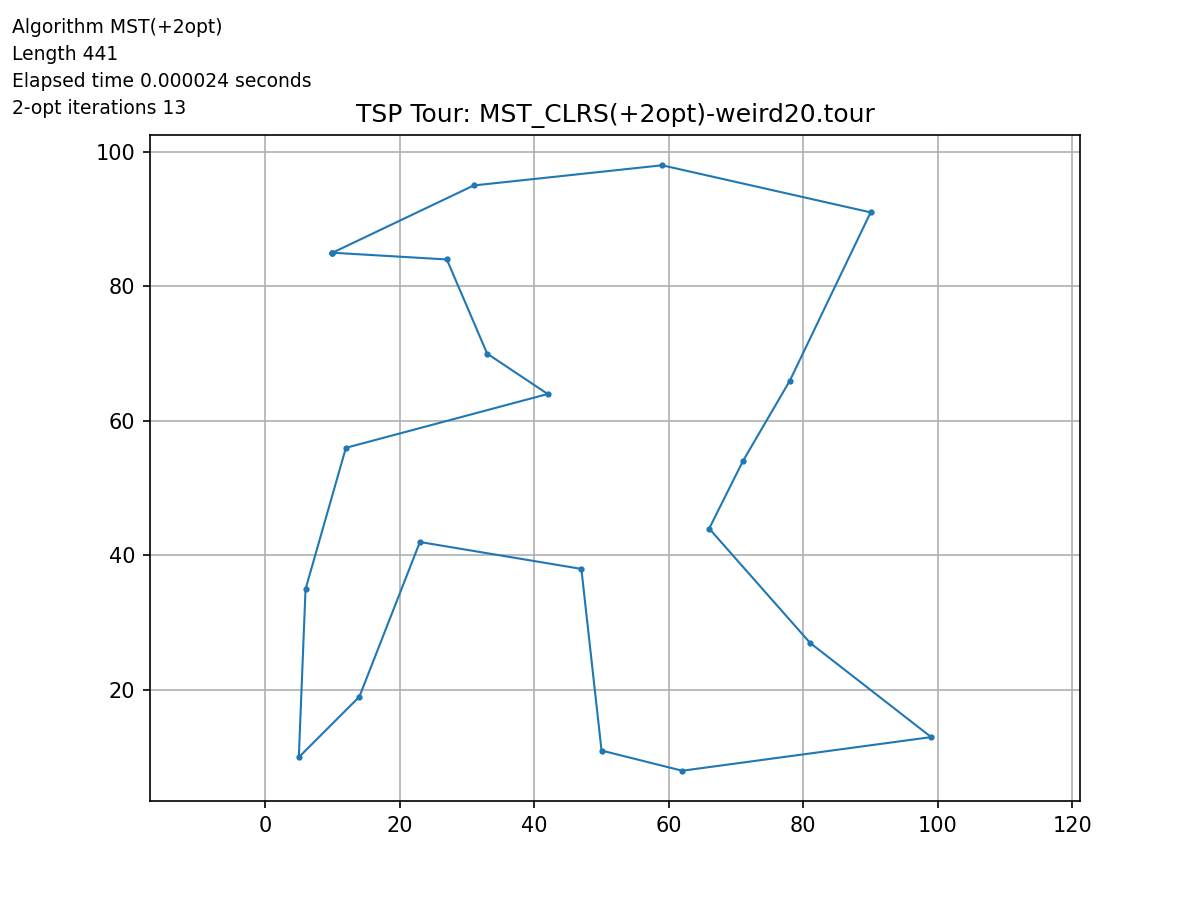 Algorithm MST(+2opt)
Length 441
Elapsed time 0.000024 seconds
2-opt iterations 13
TSP Tour: MST_CLRS(+2opt)-weird20.tour
100
80
60
40
20
0 20 40 60 80 100 120